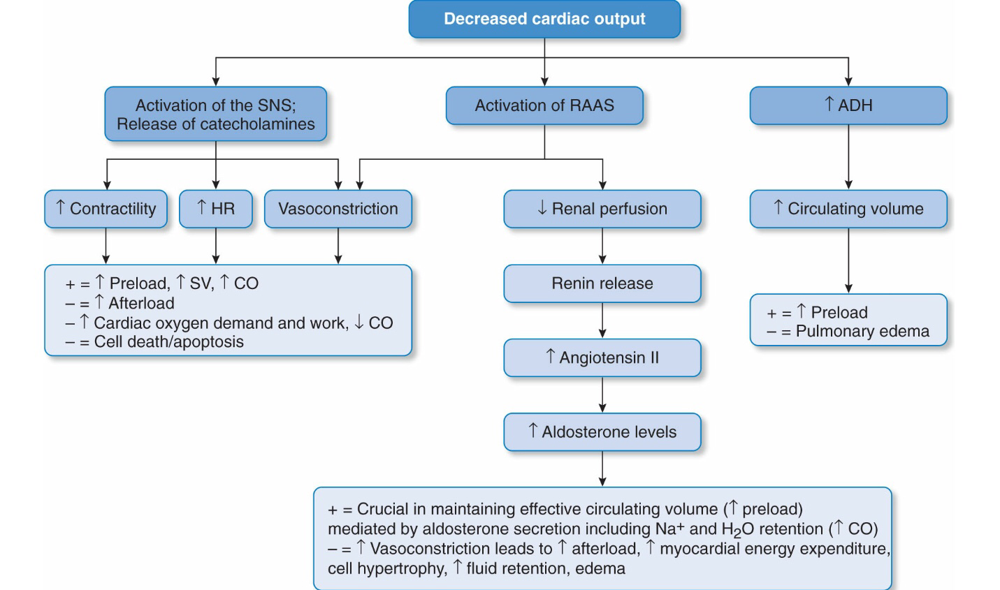 Decreased cardiac output
Activation of the SNS;
Release of catecholamines
Activation of RAAS
↑ ADH
↑ Contractility
↑ HR
Vasoconstriction
↓ Renal perfusion
↑ Circulating volume
+ = ↑ Preload, ↑ SV, ↑ CO
– = ↑ Afterload
– ↑ Cardiac oxygen demand and work, ↓ CO
– = Cell death/apoptosis
Renin release
+ = ↑ Preload
– = Pulmonary edema
↑ Angiotensin II
↑ Aldosterone levels
+ = Crucial in maintaining effective circulating volume (↑ preload)
mediated by aldosterone secretion including Na⁺ and H₂O retention (↑ CO)
– = ↑ Vasoconstriction leads to ↑ afterload, ↑ myocardial energy expenditure,
cell hypertrophy, ↑ fluid retention, edema